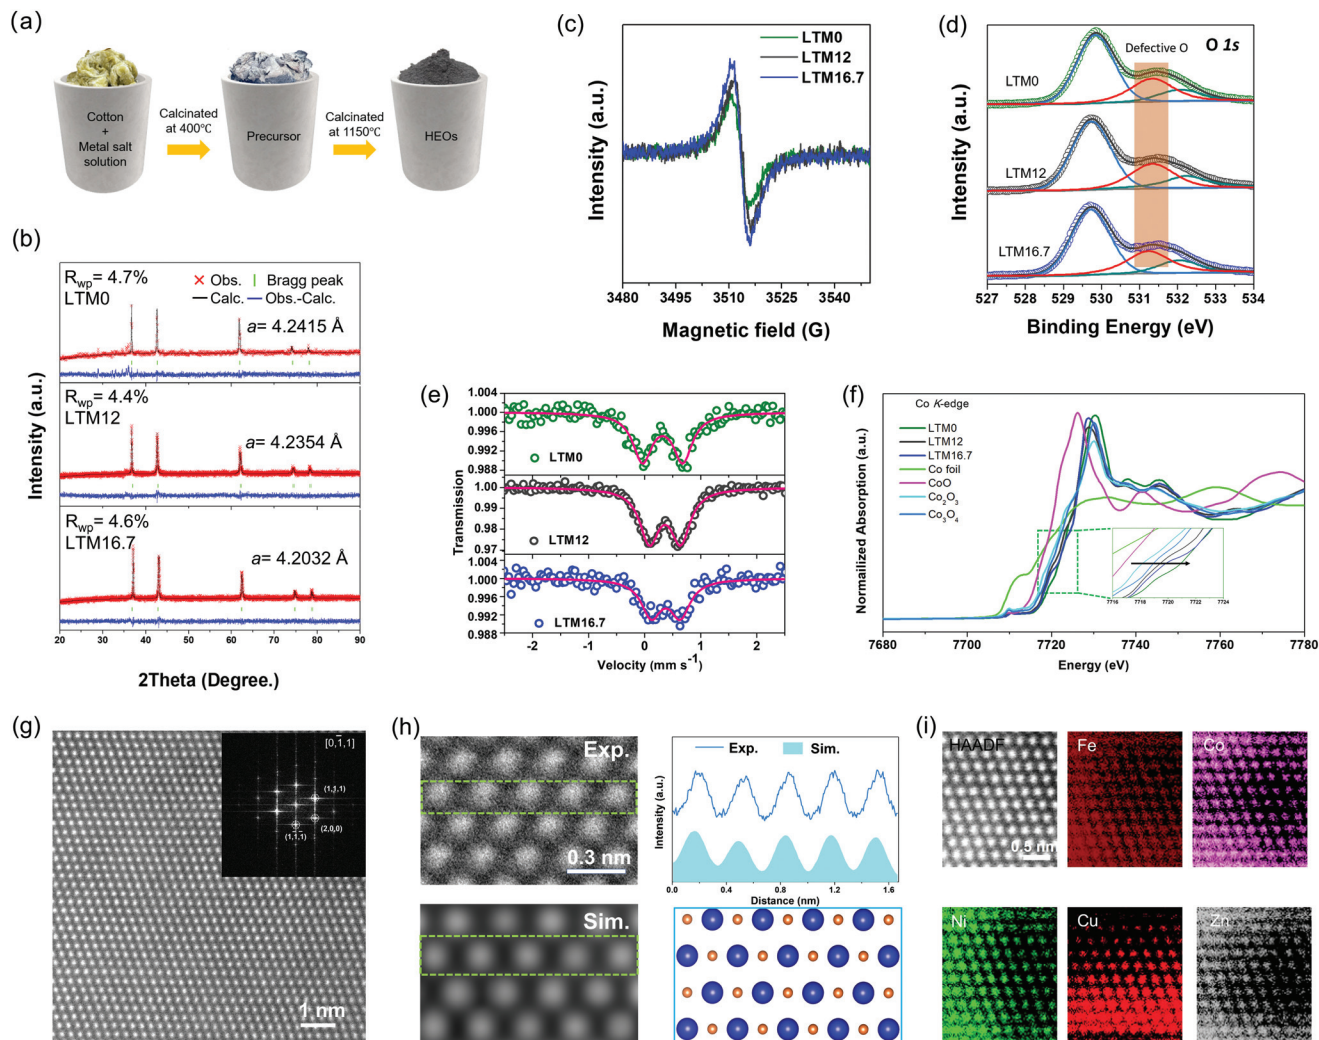 (a)
Cotton
+
Metal salt
solution
Calcinated
at 400℃
Precursor
Calcinated
at 1150℃
HEOs
(b)
Rwp= 4.7%
LTM0
Obs.
Bragg peak
Calc.
Obs.-Calc.
a= 4.2415 Å
Rwp= 4.4%
LTM12
a= 4.2354 Å
Rwp= 4.6%
LTM16.7
a= 4.2032 Å
Intensity (a.u.)
20 30 40 50 60 70 80 90
2Theta (Degree.)
(c)
LTM0
LTM12
LTM16.7
Intensity (a.u.)
3480 3495 3510 3525 3540
Magnetic field (G)
(d)
O 1s
Defective O
LTM0
LTM12
LTM16.7
Intensity (a.u.)
527 528 529 530 531 532 533 534
Binding Energy (eV)
(e)
1.004
1.000
0.996
0.992
0.988
LTM0
1.00
0.99
0.98
0.97
LTM12
1.004
1.000
0.996
0.992
0.988
LTM16.7
Transmission
-2 -1 0 1 2
Velocity (mm s-1)
(f)
Co K-edge
LTM0
LTM12
LTM16.7
Co foil
CoO
Co2O3
Co3O4
Normalized Absorption (a.u.)
7716 7718 7720 7722 7724
7680 7700 7720 7740 7760 7780
Energy (eV)
(g)
[0,1̄,1]
(1,1,1)
(2,0,0)
(1,1̄,1̄)
1 nm
(h)
Exp.
0.3 nm
Sim.
Exp.
Sim.
Intensity (a.u.)
0.0 0.4 0.8 1.2 1.6
Distance (nm)
(i)
HAADF
0.5 nm
Fe
Co
Ni
Cu
Zn